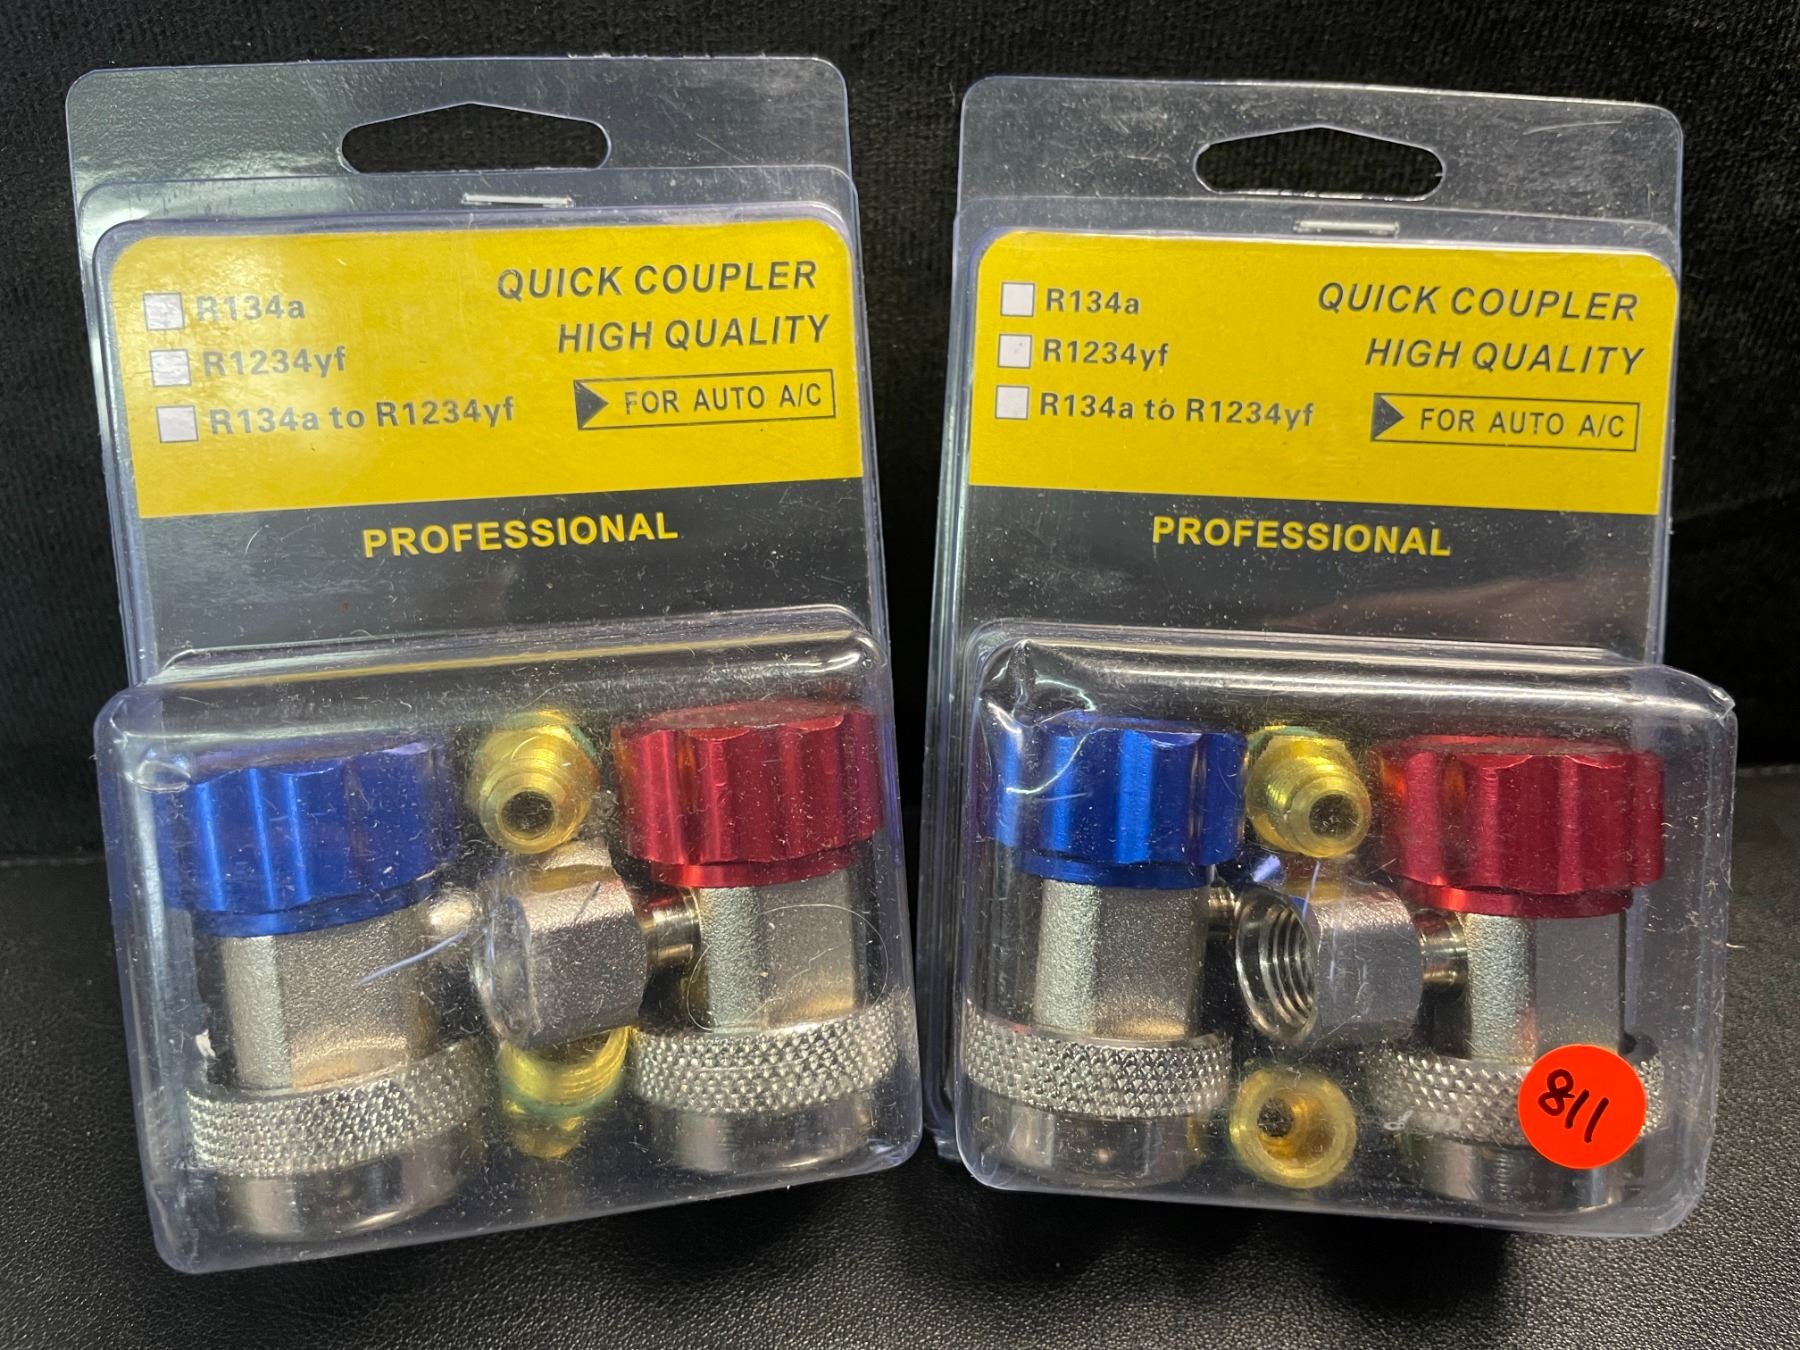 R134a
R1234yf
R134a to R1234yf
QUICK COUPLER
HIGH QUALITY
FOR AUTO A/C
PROFESSIONAL
R134a
R1234yf
R134a to R1234yf
QUICK COUPLER
HIGH QUALITY
FOR AUTO A/C
PROFESSIONAL
811